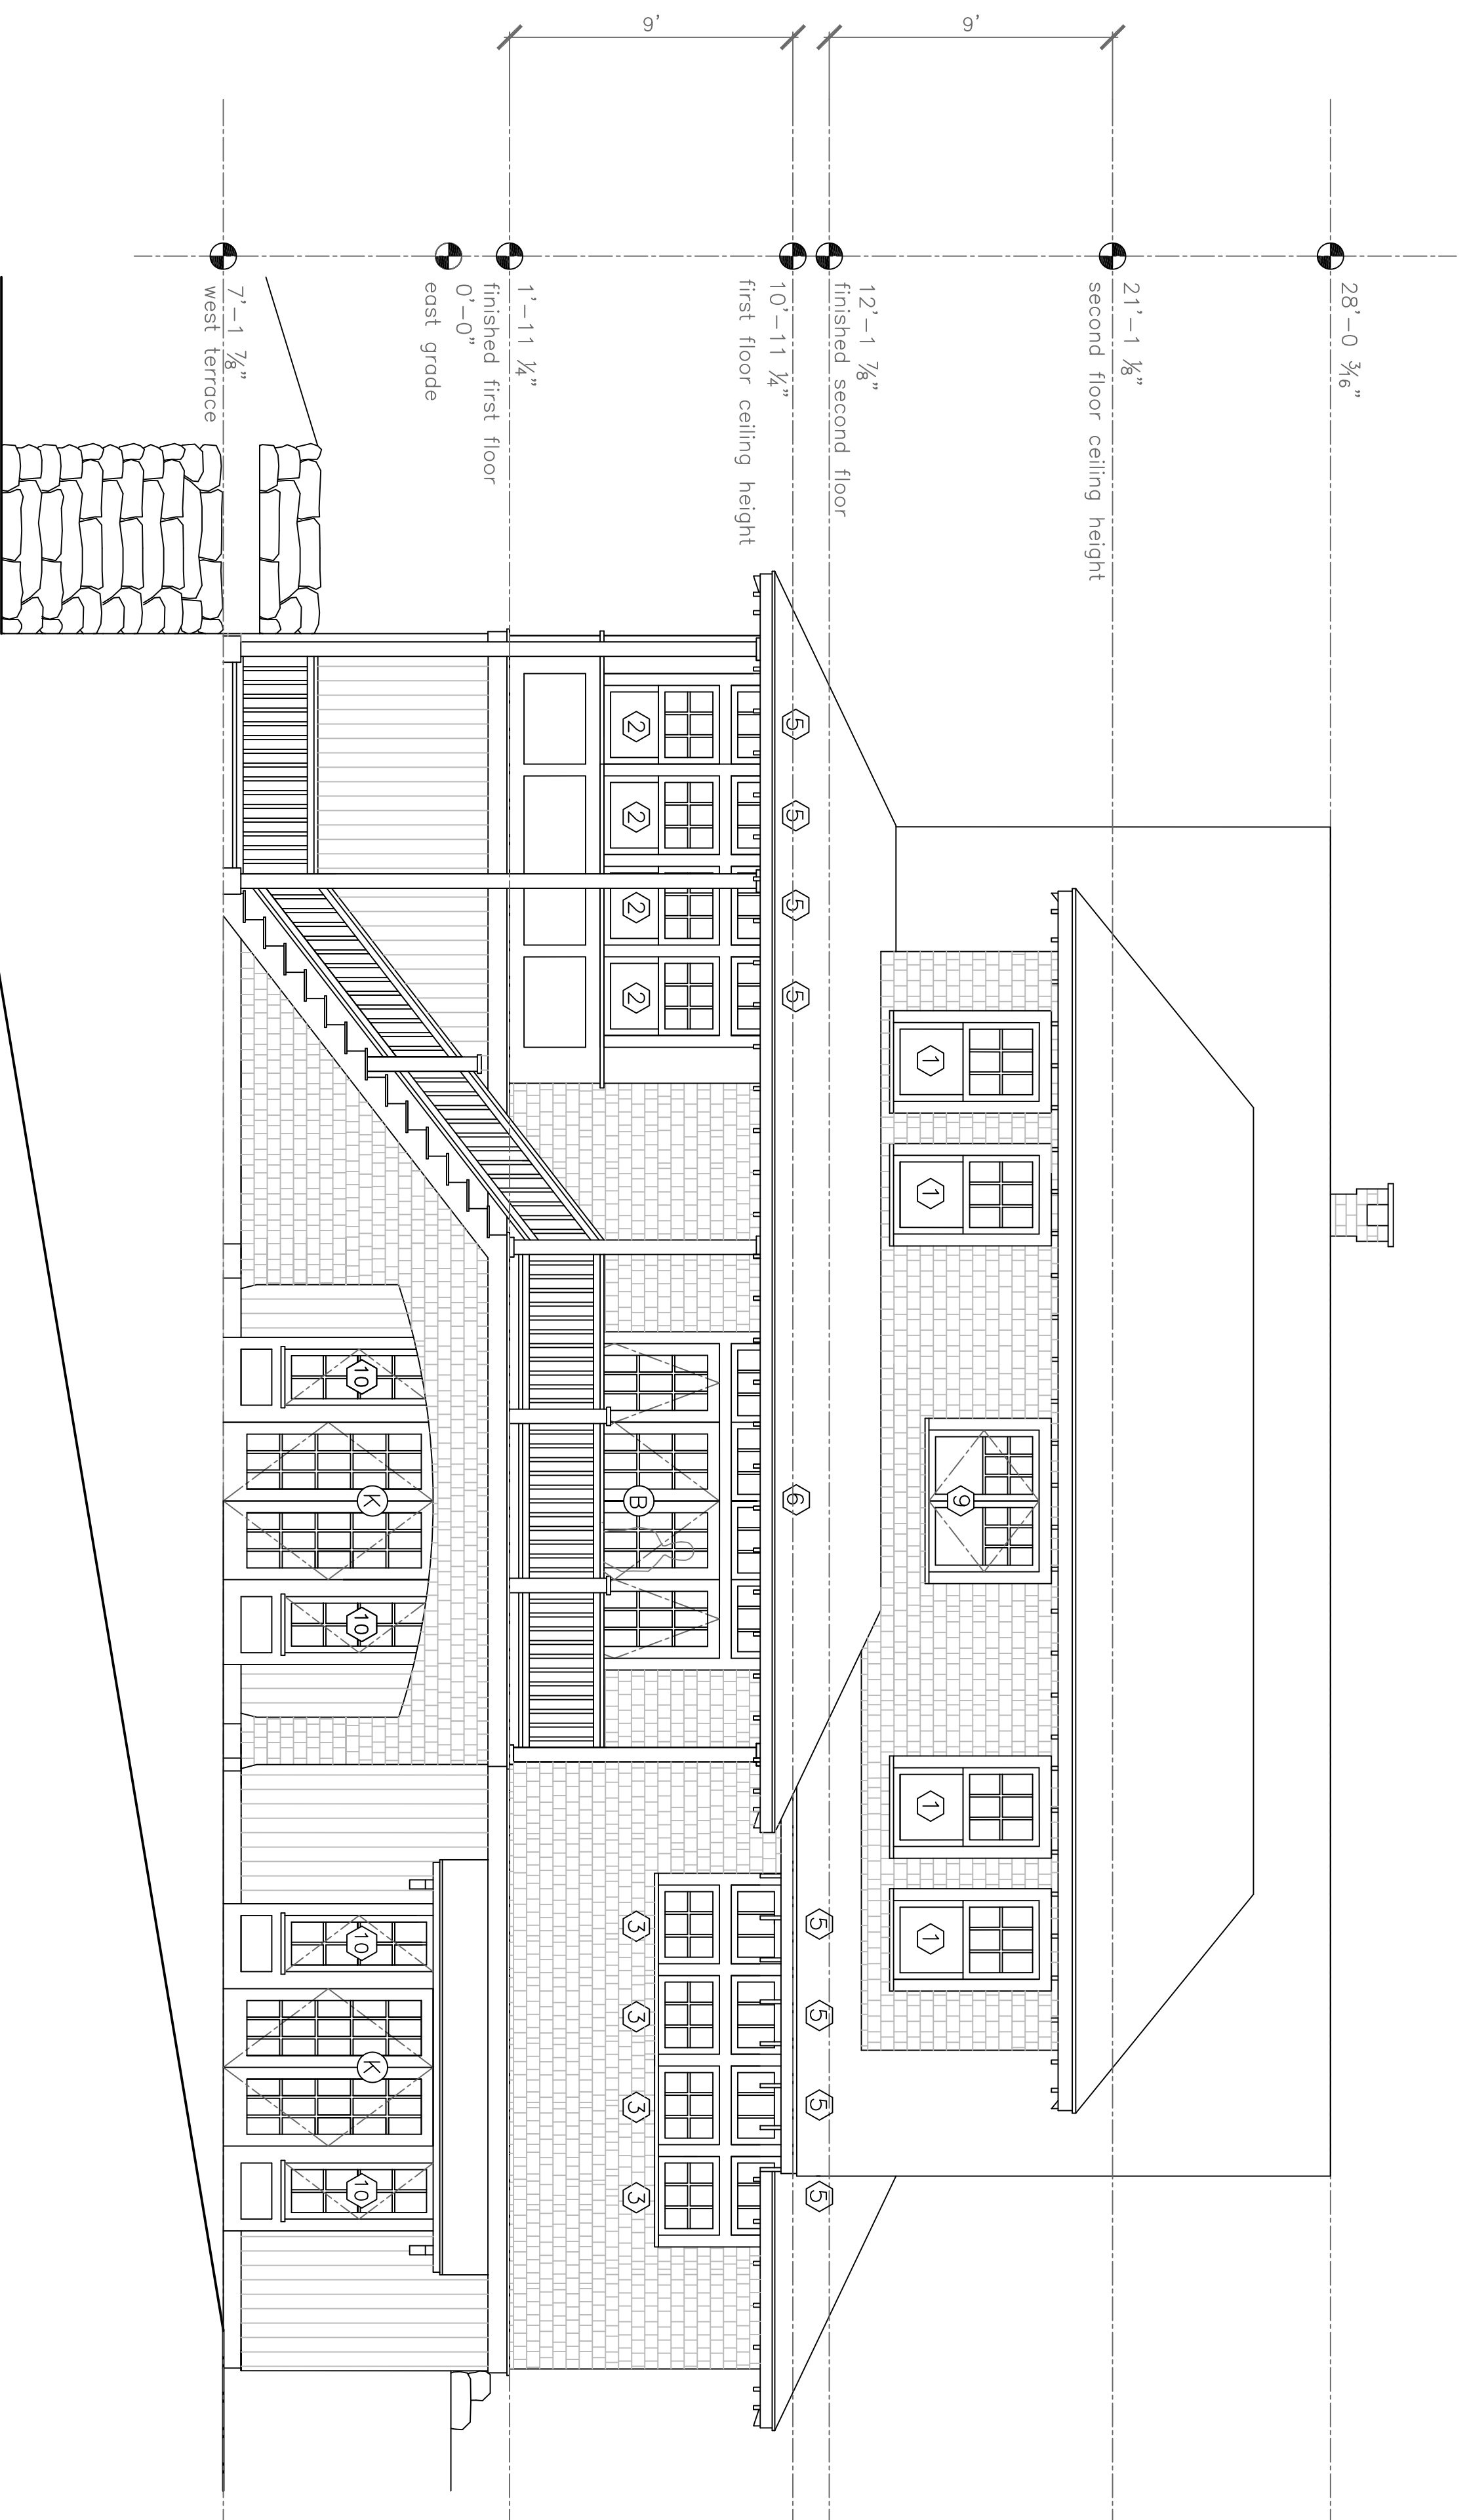 28'-0 3/16"
21'-1 1/8"
second floor ceiling height
9'
12'-1 7/8"
finished second floor
10'-11 1/4"
first floor ceiling height
9'
1'-11 1/4"
finished first floor
0'-0"
east grade
7'-1 7/8"
west terrace
1 1 9 1 1
5 5 5 5 6 5 5 5 5
2 2 2 2 B 3 3 3 3
10 K 10 10 K 10